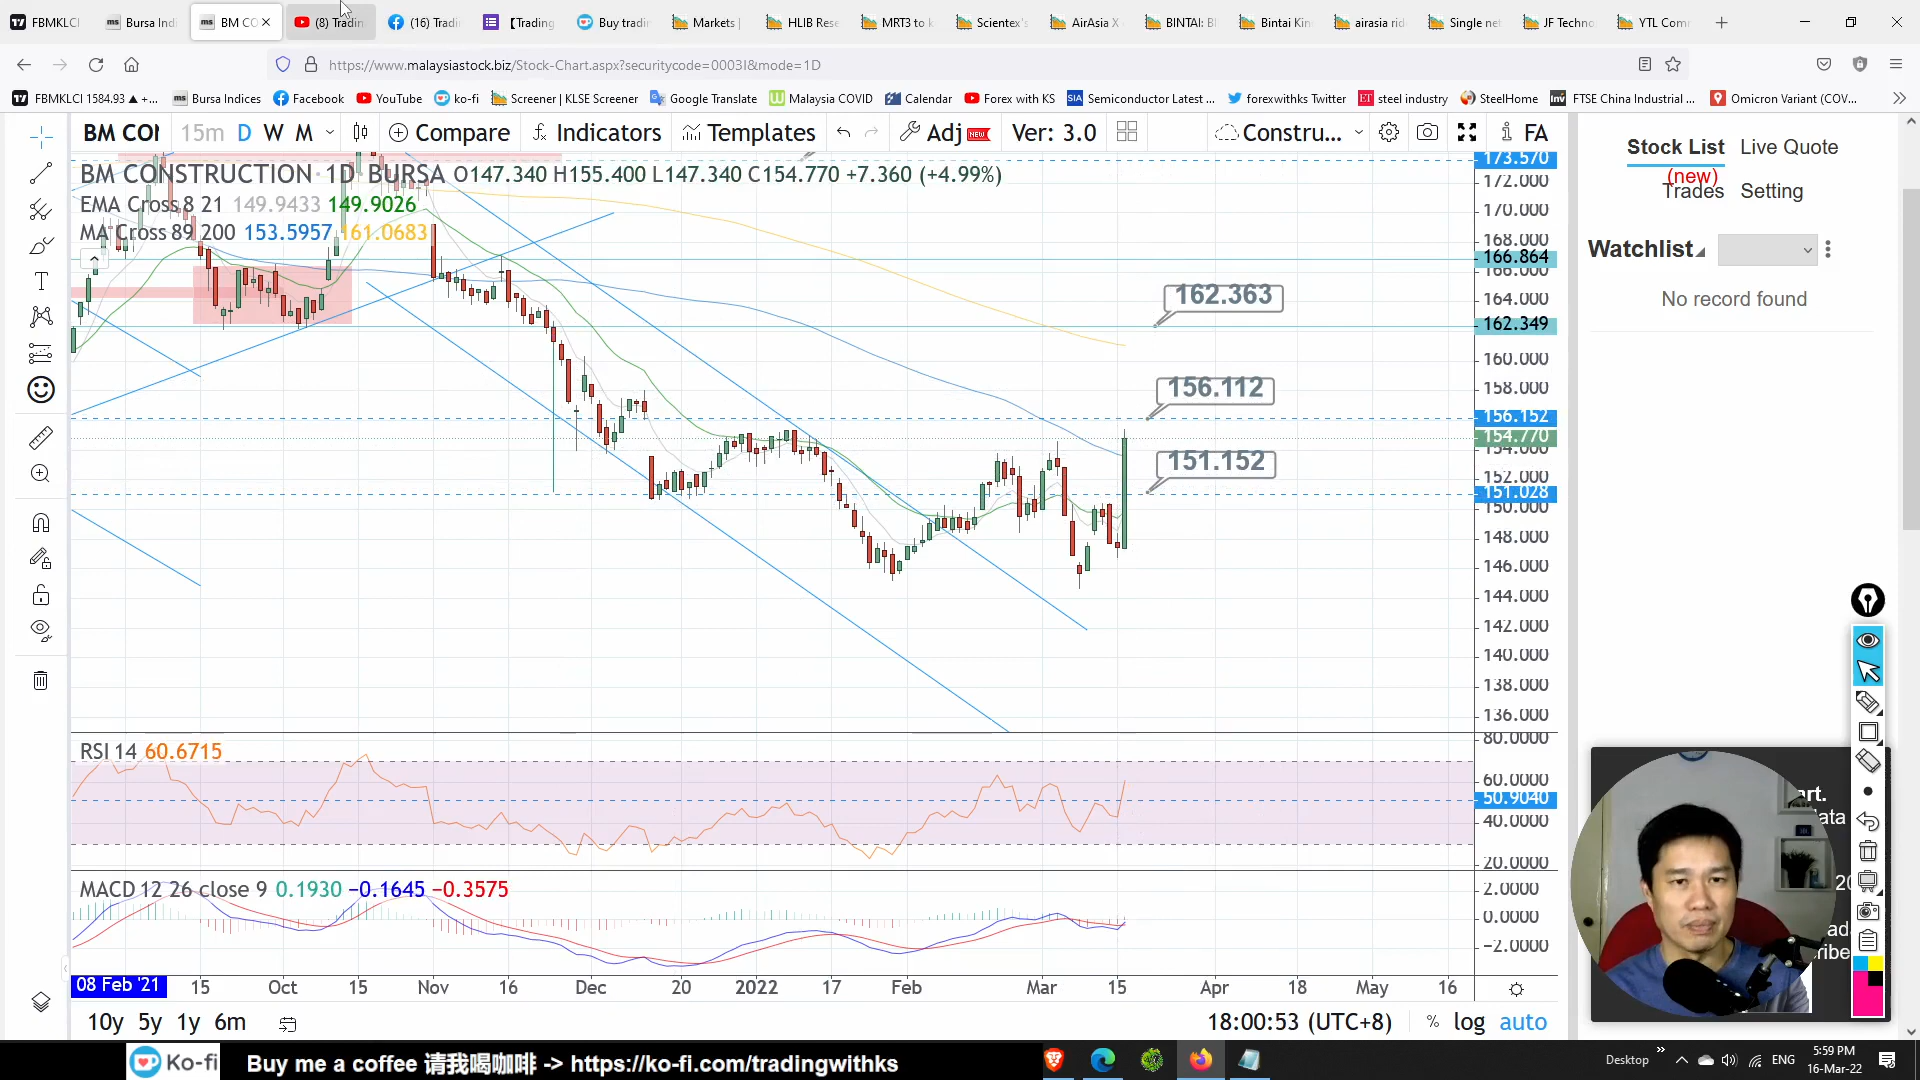 FBMKLCI
Bursa Indi
BM CO
(8) Tradin
(16) Tradi
【Trading
Buy tradin
Markets |
HLIB Rese
MRT3 to k
Scientex's
AirAsia X
BINTAI: B
Bintai Kin
airasia rid
Single net
JF Techno
YTL Com
https://www.malaysiastock.biz/Stock-Chart.aspx?securitycode=0003I&mode=1D
FBMKLCI 1584.93 ▲ +...
Bursa Indices
Facebook
YouTube
ko-fi
Screener | KLSE Screener
Google Translate
Malaysia COVID
Calendar
Forex with KS
Semiconductor Latest ...
forexwithks Twitter
steel industry
SteelHome
FTSE China Industrial ...
Omicron Variant (COV...
BM CON
15m D W M
Compare
Indicators
Templates
Adj NEW
Ver: 3.0
Constru...
FA
BM CONSTRUCTION · 1D · BURSA O147.340 H155.400 L147.340 C154.770 +7.360 (+4.99%)
EMA Cross 8 21 149.9433 149.9026
MA Cross 89 200 153.5957 161.0683
173.570
172.000
170.000
168.000
166.864
166.000
164.000
162.363
162.349
160.000
158.000
156.112
156.152
154.770
154.000
151.152
152.000
151.028
150.000
148.000
146.000
144.000
142.000
140.000
138.000
136.000
RSI 14 60.6715
80.0000
60.0000
50.9040
40.0000
20.0000
MACD 12 26 close 9 0.1930 −0.1645 −0.3575
2.0000
0.0000
−2.0000
08 Feb '21
15 Oct 15 Nov 16 Dec 20 2022 17 Feb Mar 15 Apr 18 May 16
10y 5y 1y 6m
18:00:53 (UTC+8)
% log auto
Stock List
Live Quote
(new)
Trades
Setting
Watchlist
No record found
Ko-fi
Buy me a coffee 请我喝咖啡 -> https://ko-fi.com/tradingwithks
Desktop
ENG
5:59 PM
16-Mar-22